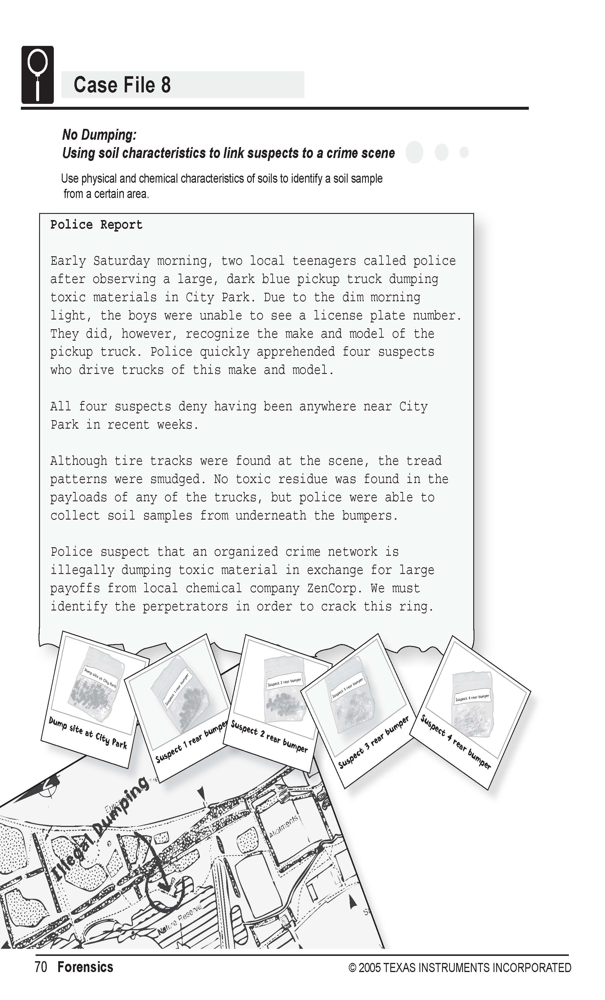 Case File 8
No Dumping:
Using soil characteristics to link suspects to a crime scene
Use physical and chemical characteristics of soils to identify a soil sample
from a certain area.
Police Report
Early Saturday morning, two local teenagers called police
after observing a large, dark blue pickup truck dumping
toxic materials in City Park. Due to the dim morning
light, the boys were unable to see a license plate number.
They did, however, recognize the make and model of the
pickup truck. Police quickly apprehended four suspects
who drive trucks of this make and model.
All four suspects deny having been anywhere near City
Park in recent weeks.
Although tire tracks were found at the scene, the tread
patterns were smudged. No toxic residue was found in the
payloads of any of the trucks, but police were able to
collect soil samples from underneath the bumpers.
Police suspect that an organized crime network is
illegally dumping toxic material in exchange for large
payoffs from local chemical company ZenCorp. We must
identify the perpetrators in order to crack this ring.
Dump site at City Park
Dump site at City Park
Suspect 1 rear bumper
Suspect 1 rear bumper
Suspect 2 rear bumper
Suspect 2 rear bumper
Suspect 3 rear bumper
Suspect 3 rear bumper
Suspect 4 rear bumper
Suspect 4 rear bumper
Illegal Dumping
Allotments
Nature Reserve
70 Forensics
© 2005 TEXAS INSTRUMENTS INCORPORATED